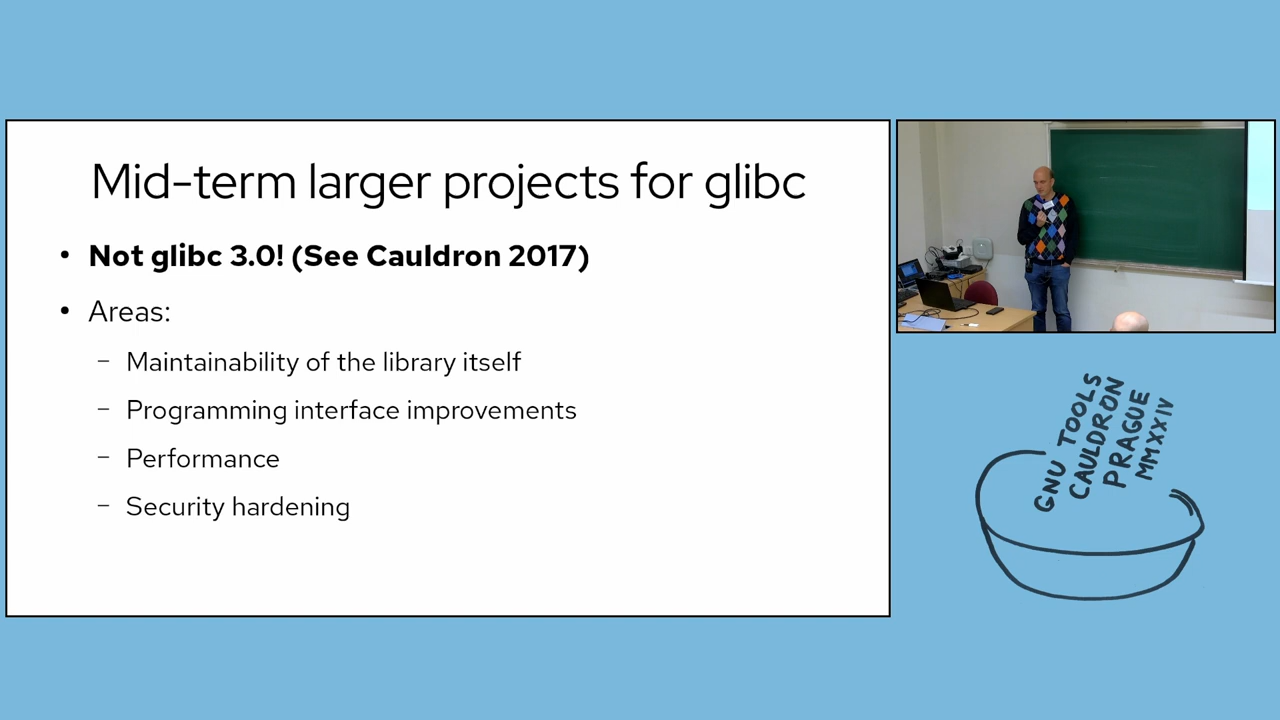 Mid-term larger projects for glibc
• Not glibc 3.0! (See Cauldron 2017)
• Areas:
– Maintainability of the library itself
– Programming interface improvements
– Performance
– Security hardening
GNU TOOLS
CAULDRON
PRAGUE
MMXXIV